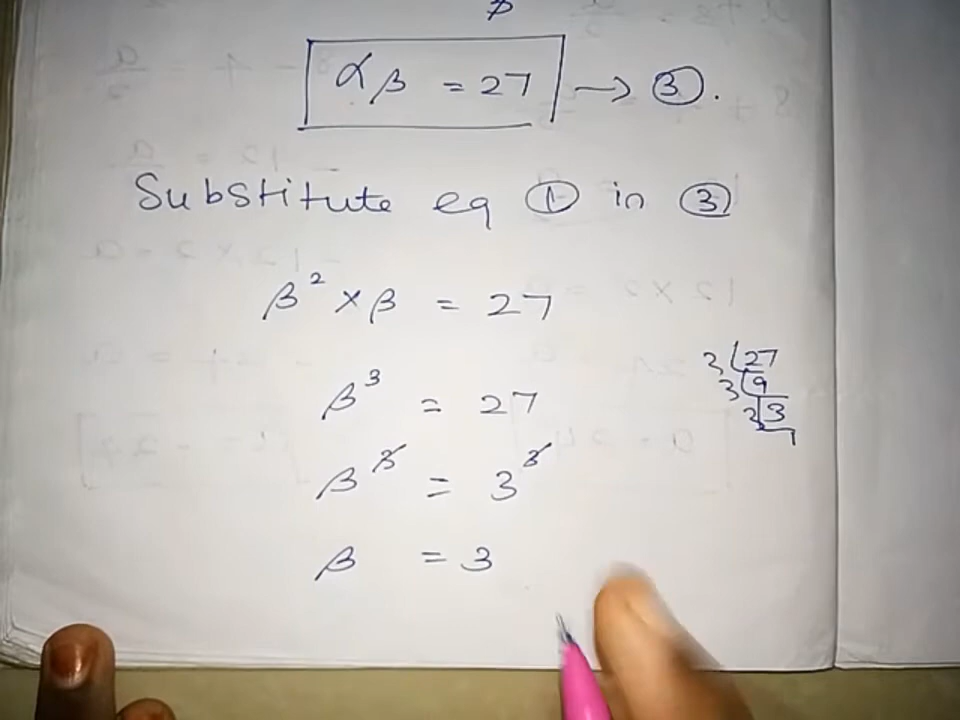 αβ = 27 → ③.
Substitute eq ① in ③
β² × β = 27
β³ = 27
β³ = 3³
β = 3
3 | 27
3 | 9
3 | 3
1